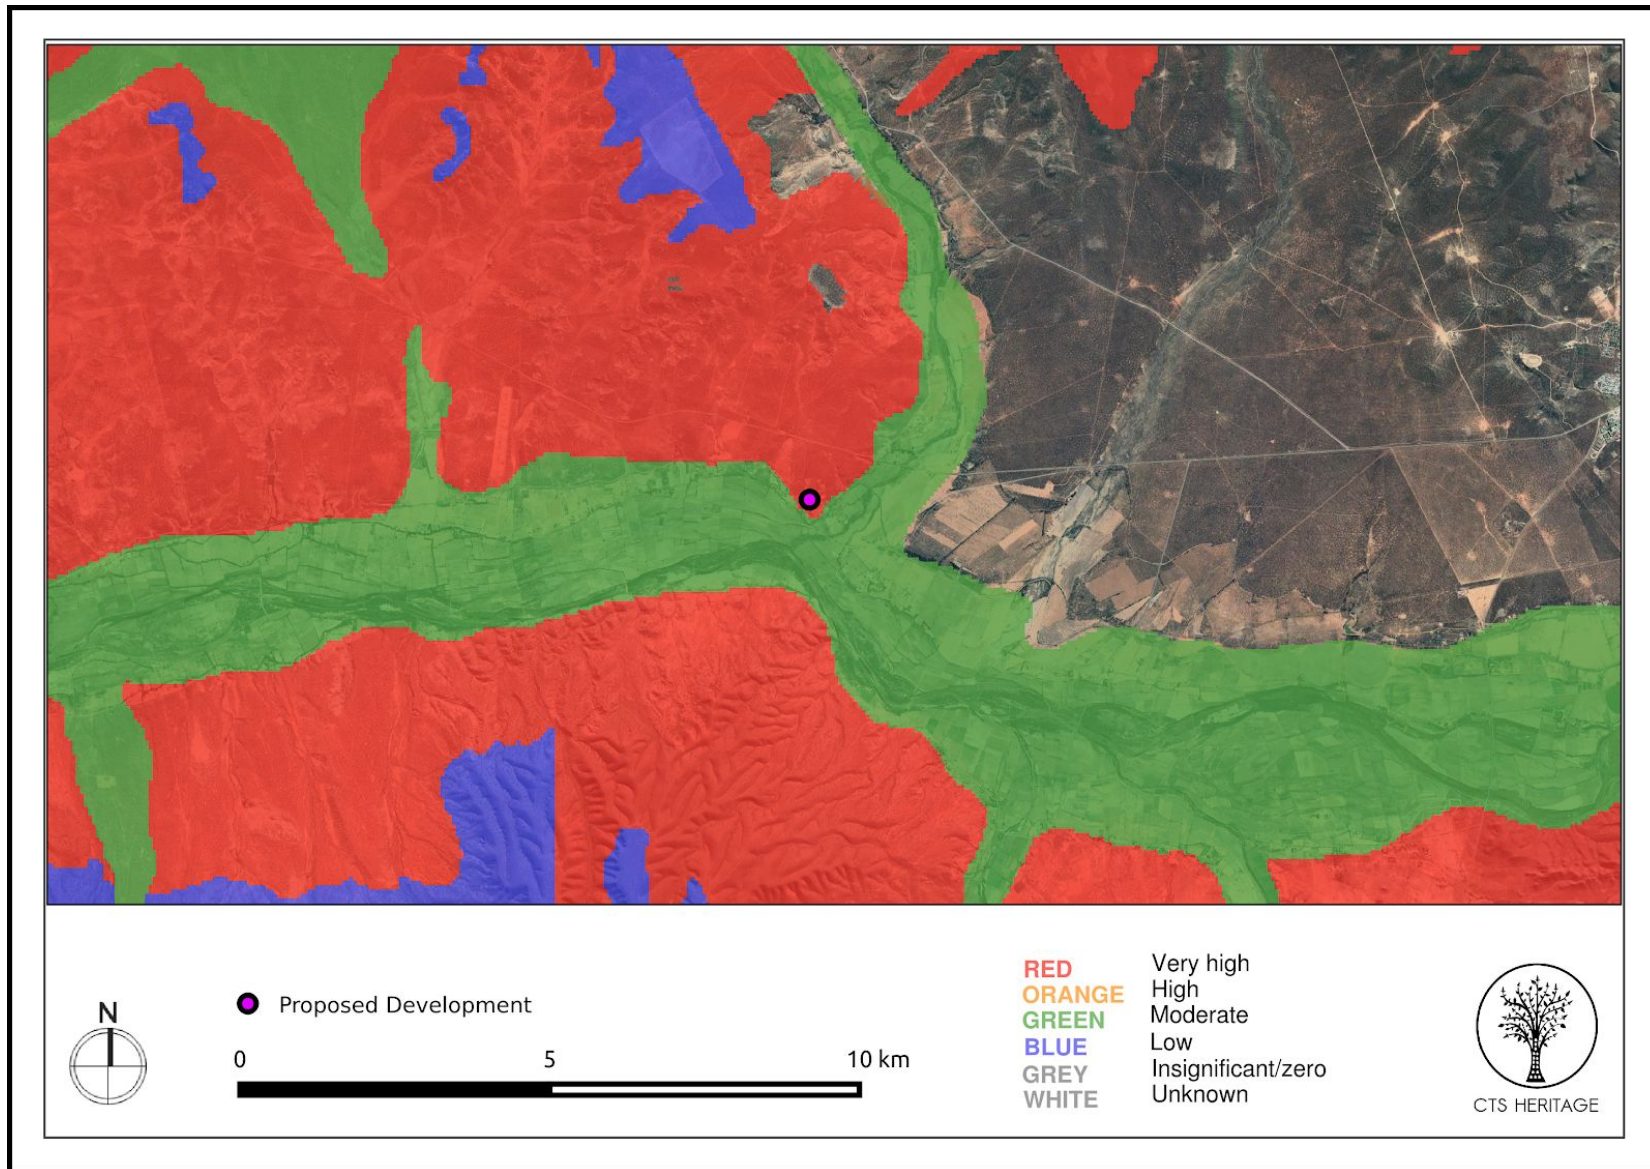 N
Proposed Development
0 5 10 km
RED Very high
ORANGE High
GREEN Moderate
BLUE Low
GREY Insignificant/zero
WHITE Unknown
CTS HERITAGE